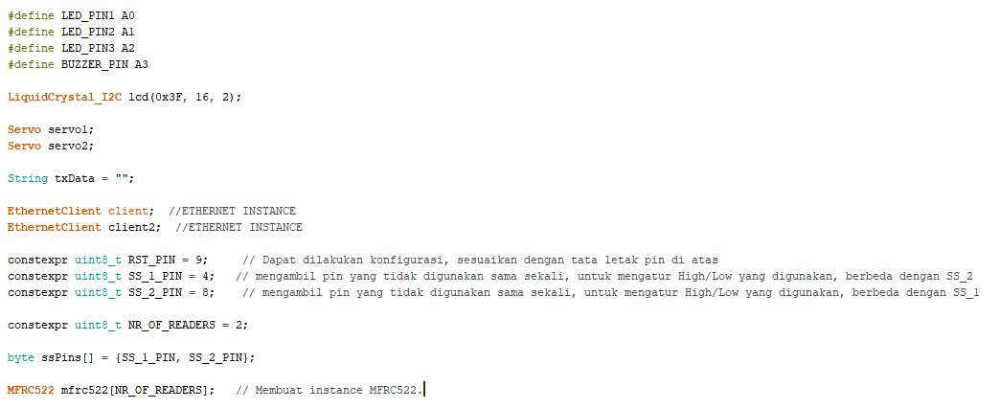 #define LED_PIN1 A0
#define LED_PIN2 A1
#define LED_PIN3 A2
#define BUZZER_PIN A3
LiquidCrystal_I2C lcd(0x3F, 16, 2);
Servo servo1;
Servo servo2;
String txData = "";
EthernetClient client;  //ETHERNET INSTANCE
EthernetClient client2;  //ETHERNET INSTANCE
constexpr uint8_t RST_PIN = 9;     // Dapat dilakukan konfigurasi, sesuaikan dengan tata letak pin di atas
constexpr uint8_t SS_1_PIN = 4;   // mengambil pin yang tidak digunakan sama sekali, untuk mengatur High/Low yang digunakan, berbeda dengan SS_2
constexpr uint8_t SS_2_PIN = 8;    // mengambil pin yang tidak digunakan sama sekali, untuk mengatur High/Low yang digunakan, berbeda dengan SS_1
constexpr uint8_t NR_OF_READERS = 2;
byte ssPins[] = {SS_1_PIN, SS_2_PIN};
MFRC522 mfrc522[NR_OF_READERS];   // Membuat instance MFRC522.